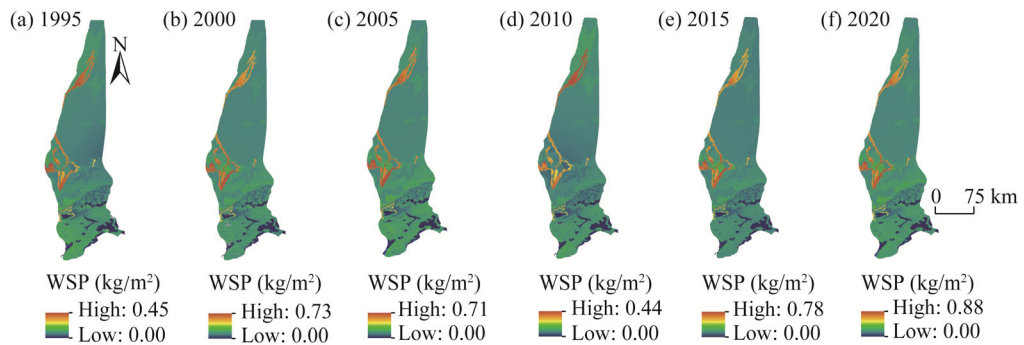 (a) 1995 (b) 2000 (c) 2005 (d) 2010 (e) 2015 (f) 2020
N
0 75 km
WSP (kg/m²) WSP (kg/m²) WSP (kg/m²) WSP (kg/m²) WSP (kg/m²) WSP (kg/m²)
High: 0.45 High: 0.73 High: 0.71 High: 0.44 High: 0.78 High: 0.88
Low: 0.00 Low: 0.00 Low: 0.00 Low: 0.00 Low: 0.00 Low: 0.00